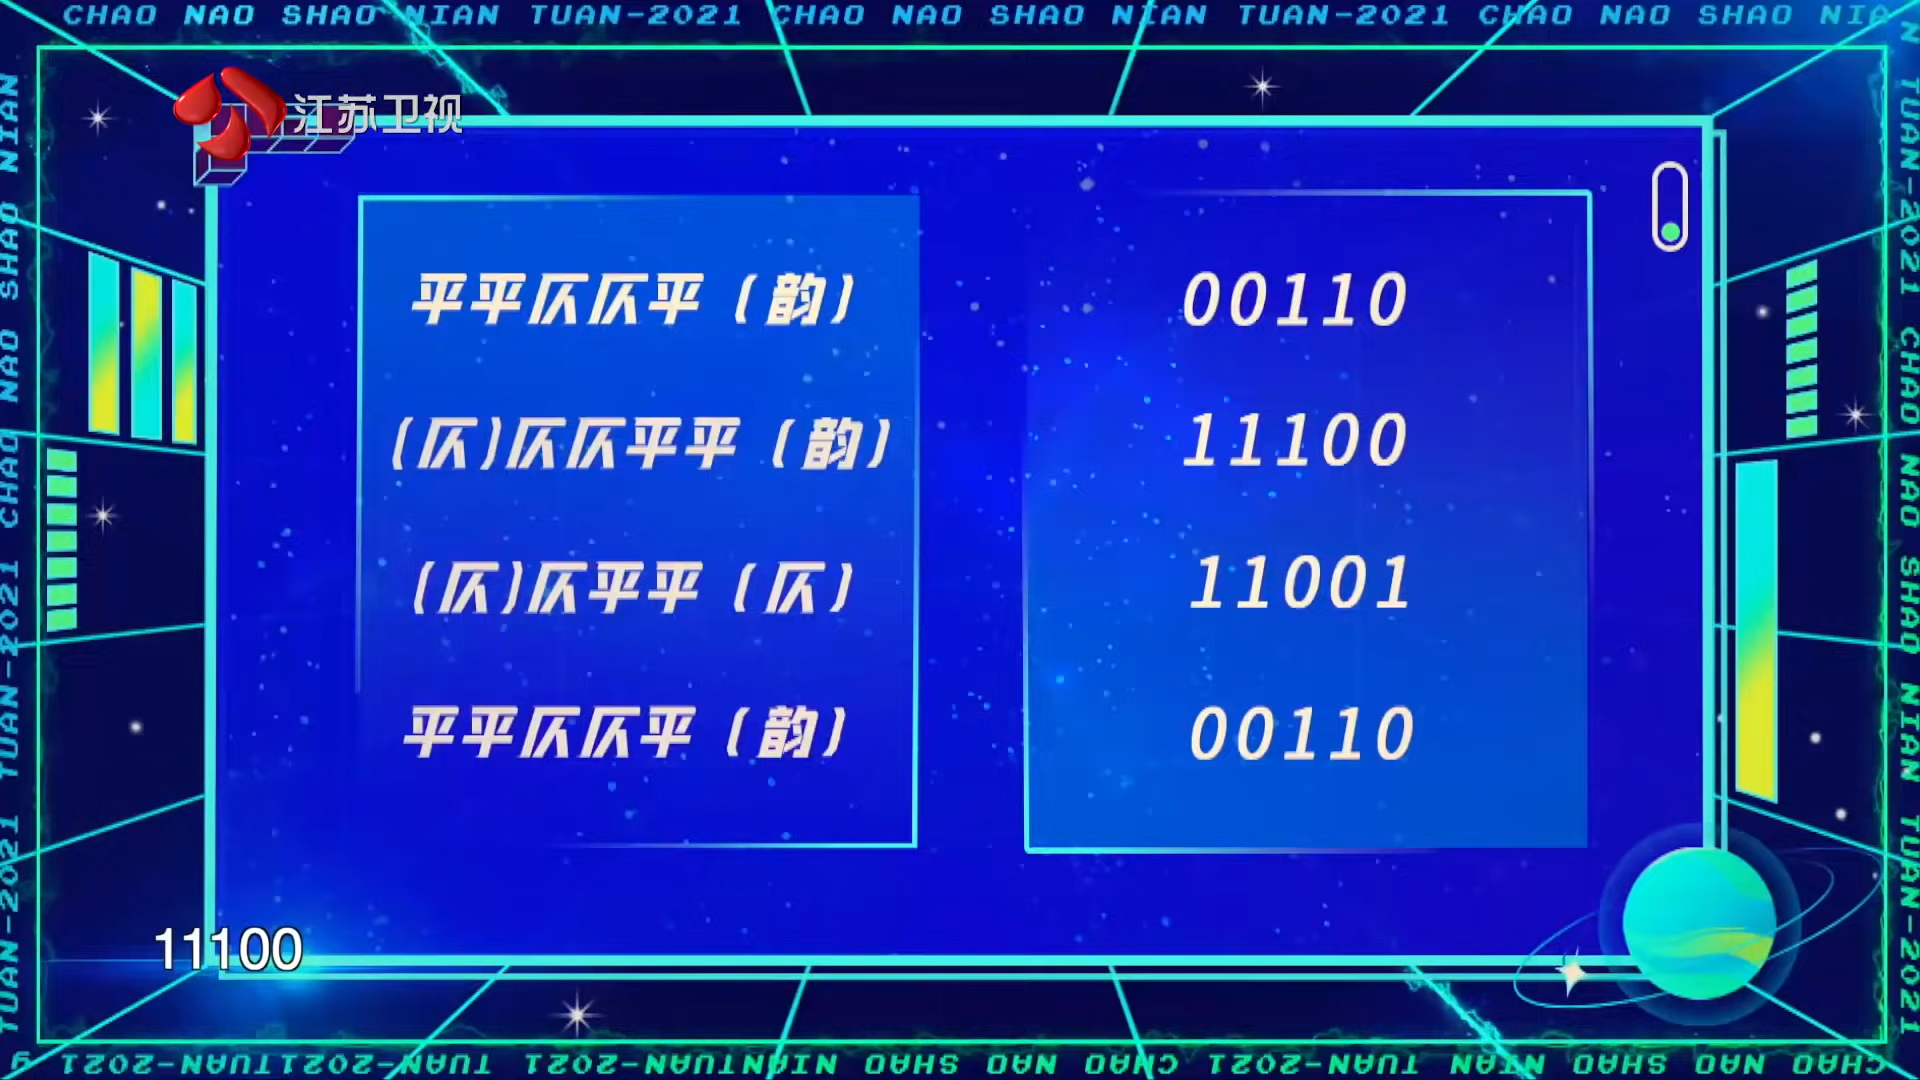 CHAO NAO SHAO NIAN TUAN-2021 CHAO NAO SHAO NIAN TUAN-2021 CHAO NAO SHAO NIAN
江苏卫视
平平仄仄平（韵）
00110
(仄)仄仄平平（韵）
11100
(仄)仄平平（仄）
11001
平平仄仄平（韵）
00110
11100